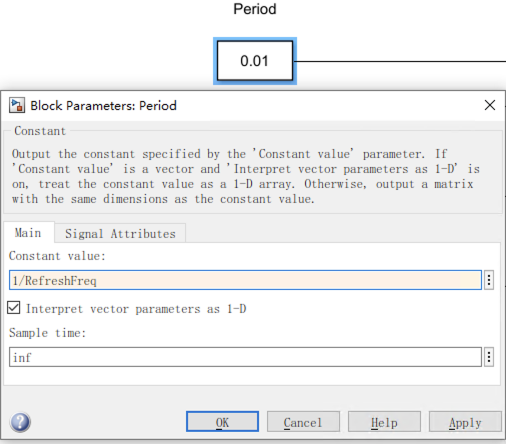 Period
0.01
Block Parameters: Period
Constant
Output the constant specified by the 'Constant value' parameter. If
'Constant value' is a vector and 'Interpret vector parameters as 1-D' is
on, treat the constant value as a 1-D array. Otherwise, output a matrix
with the same dimensions as the constant value.
Main Signal Attributes
Constant value:
1/RefreshFreq
Interpret vector parameters as 1-D
Sample time:
inf
OK Cancel Help Apply